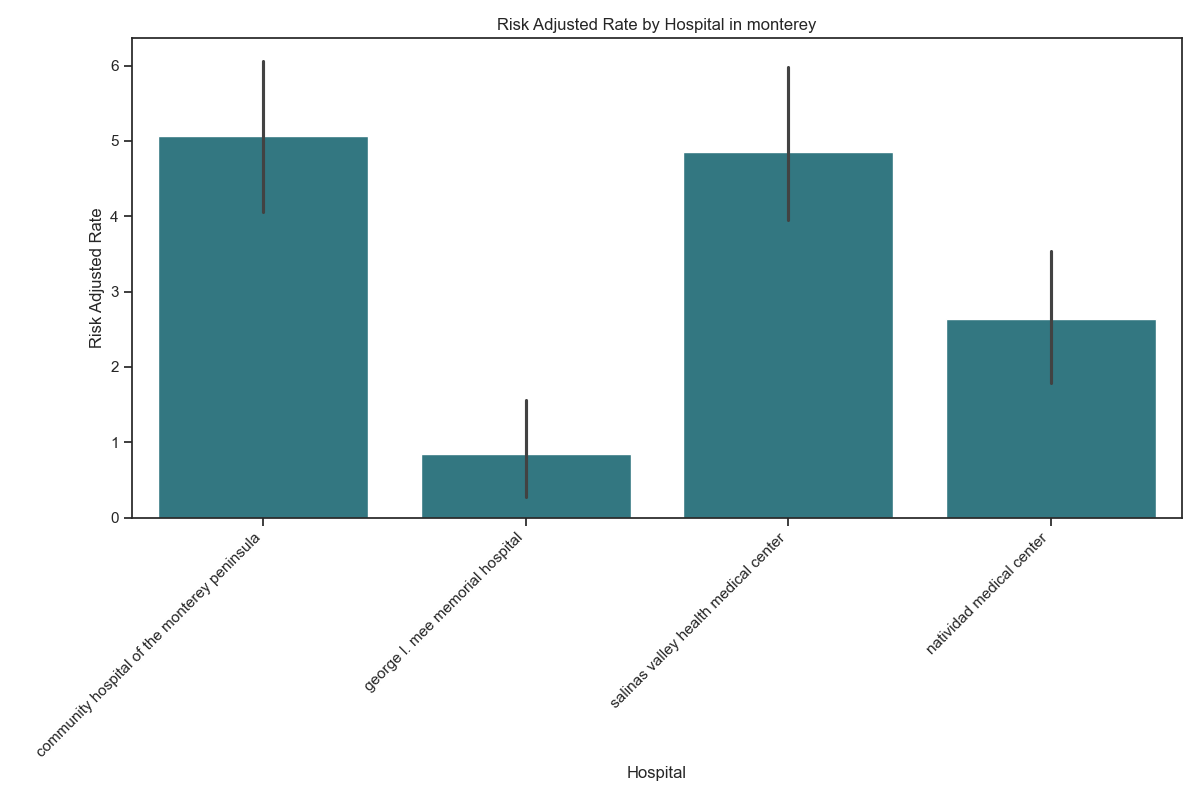 Risk Adjusted Rate by Hospital in monterey
Risk Adjusted Rate
6
5
4
3
2
1
0
community hospital of the monterey peninsula
george l. mee memorial hospital
salinas valley health medical center
natividad medical center
Hospital